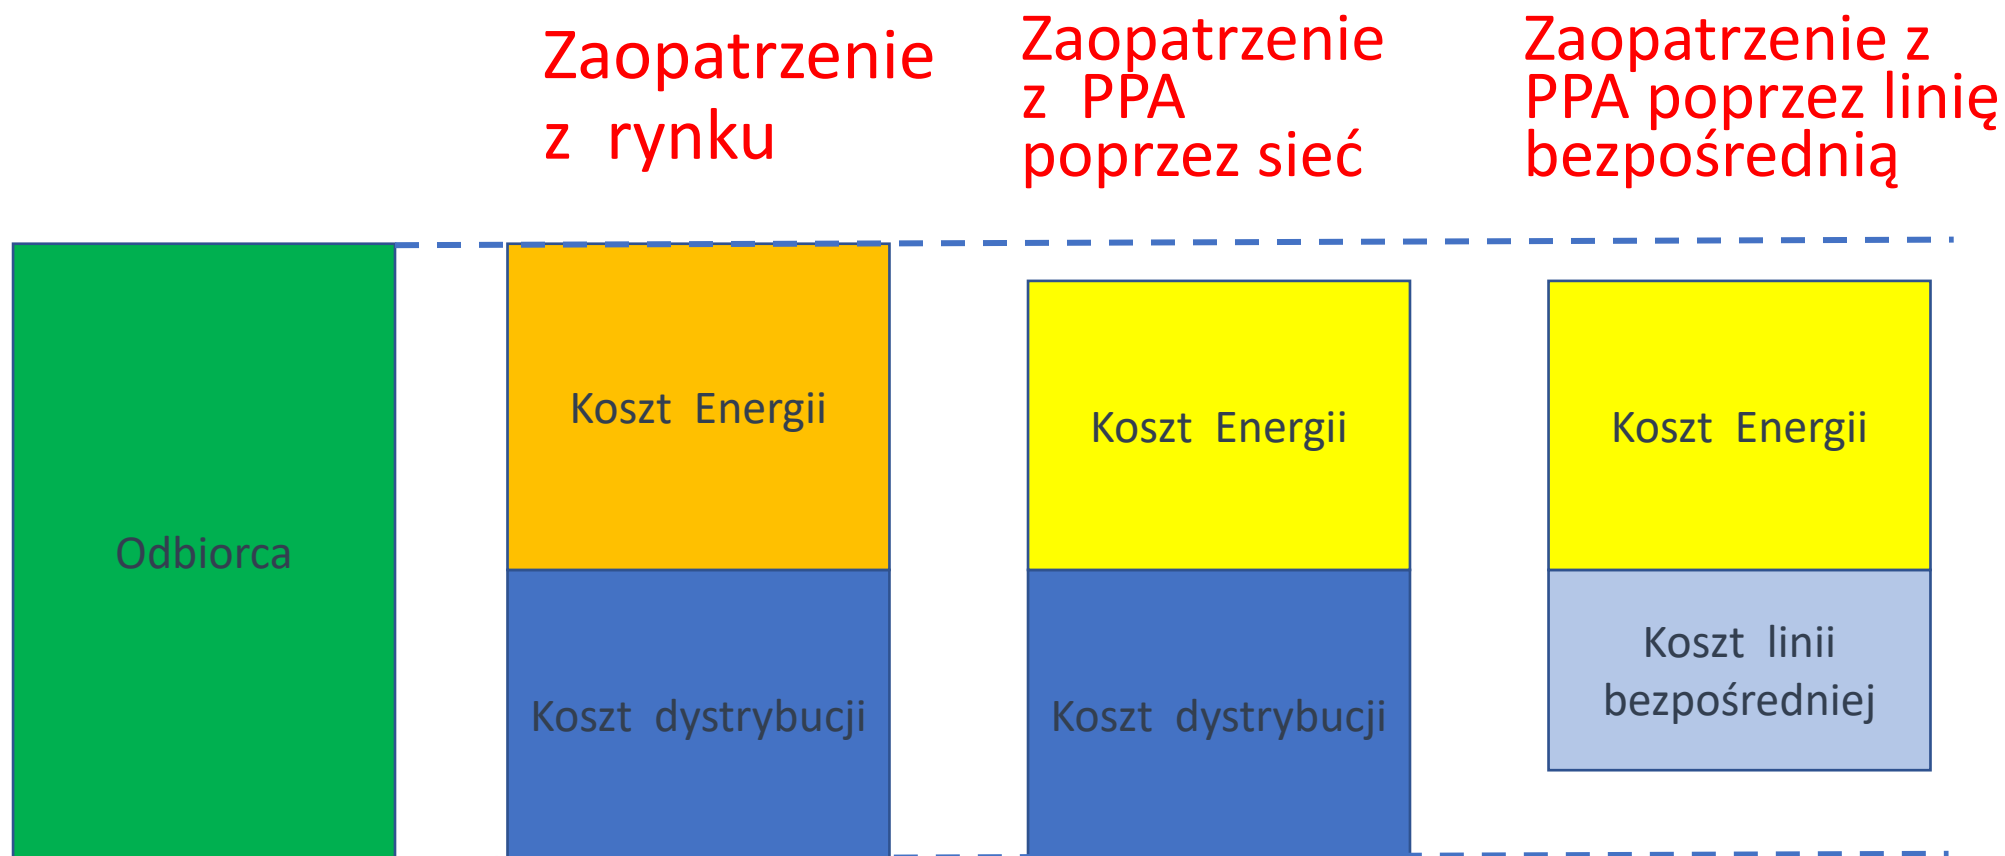 Zaopatrzenie
z rynku
Zaopatrzenie
z PPA
poprzez sieć
Zaopatrzenie z
PPA poprzez linię
bezpośrednią
Odbiorca
Koszt Energii
Koszt dystrybucji
Koszt Energii
Koszt dystrybucji
Koszt Energii
Koszt linii
bezpośredniej